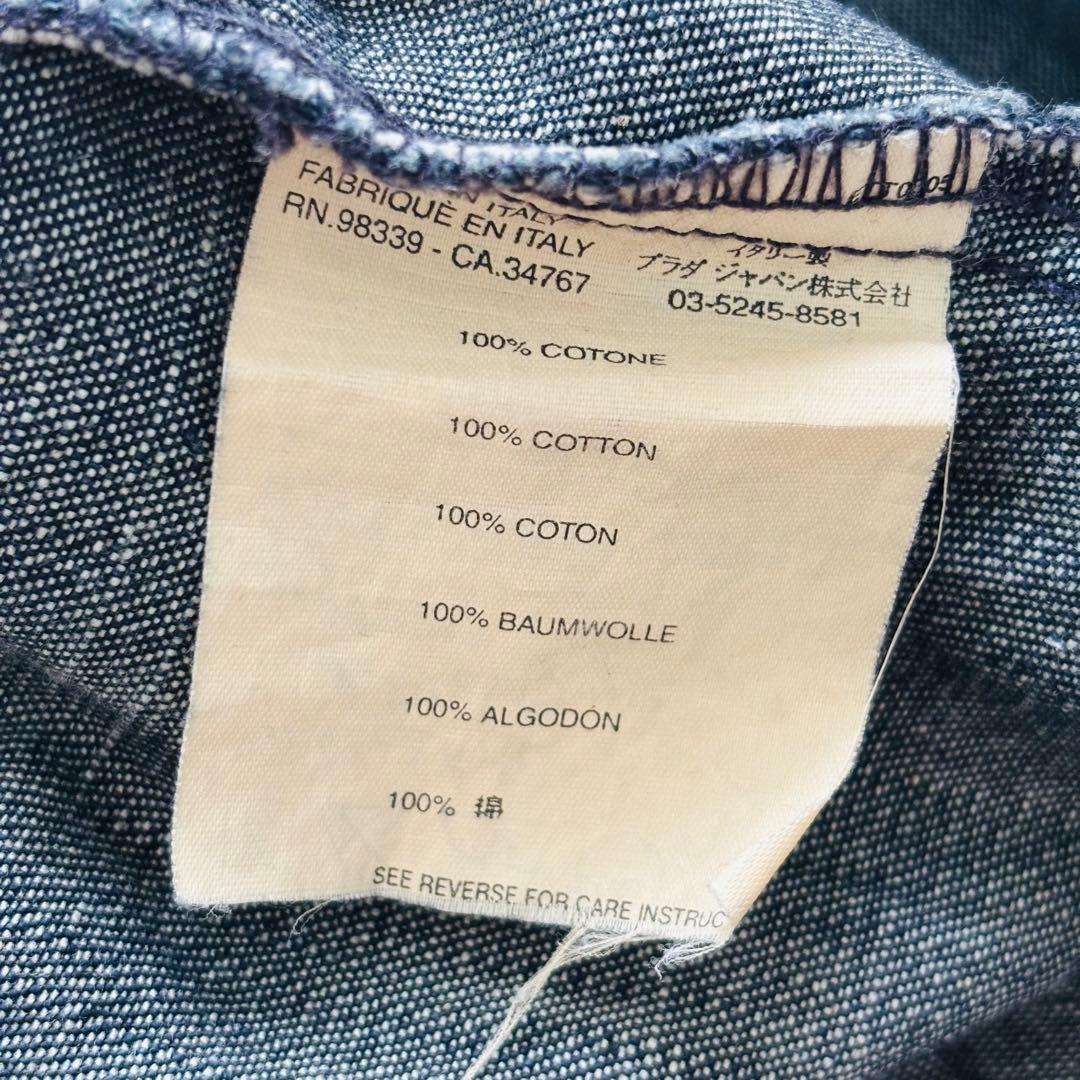 ITALY
FABRIQUÈ EN ITALY
RN.98339 - CA.34767
イタリー製
プラダ ジャパン株式会社
03-5245-8581
100% COTONE
100% COTTON
100% COTON
100% BAUMWOLLE
100% ALGODÓN
100% 綿
SEE REVERSE FOR CARE INSTRUC